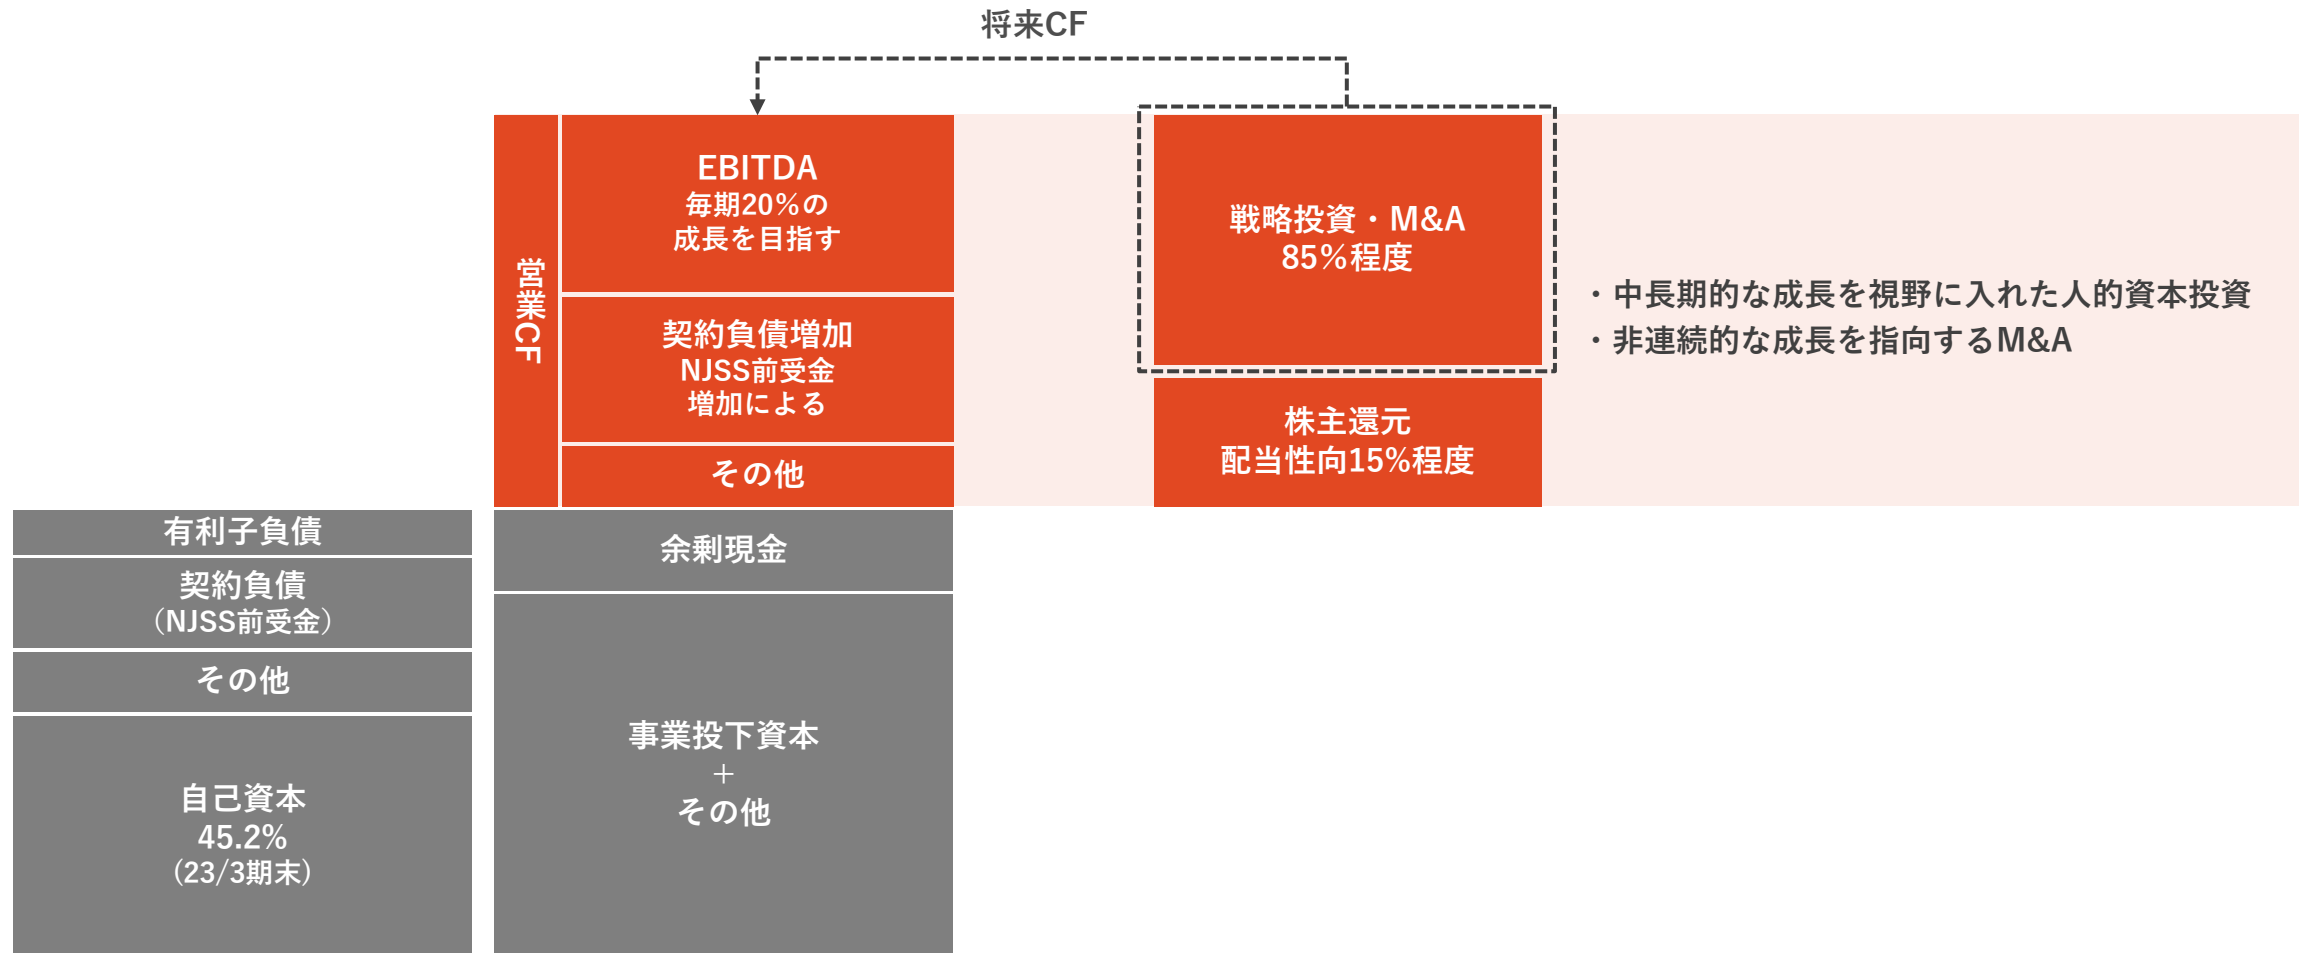 将来CF
営業CF
EBITDA
毎期20%の
成長を目指す
契約負債増加
NJSS前受金
増加による
その他
戦略投資・M&A
85%程度
株主還元
配当性向15%程度
・中長期的な成長を視野に入れた人的資本投資
・非連続的な成長を指向するM&A
有利子負債
契約負債
（NJSS前受金）
その他
自己資本
45.2%
(23/3期末)
余剰現金
事業投下資本
＋
その他